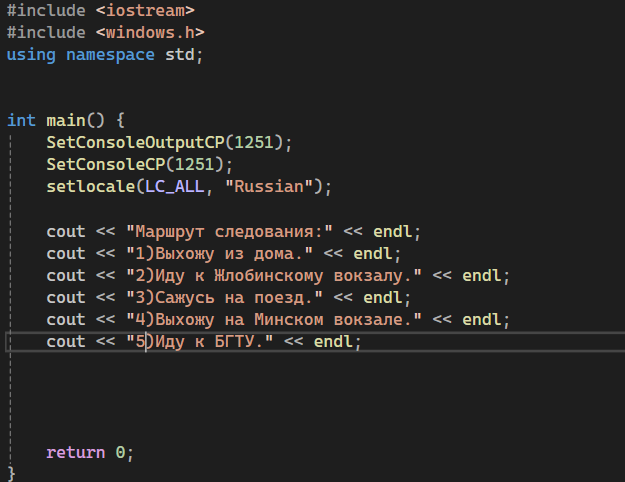 #include <iostream>
#include <windows.h>
using namespace std;
int main() {
SetConsoleOutputCP(1251);
SetConsoleCP(1251);
setlocale(LC_ALL, "Russian");
cout << "Маршрут следования:" << endl;
cout << "1)Выхожу из дома." << endl;
cout << "2)Иду к Жлобинскому вокзалу." << endl;
cout << "3)Сажусь на поезд." << endl;
cout << "4)Выхожу на Минском вокзале." << endl;
cout << "5)Иду к БГТУ." << endl;
return 0;
}